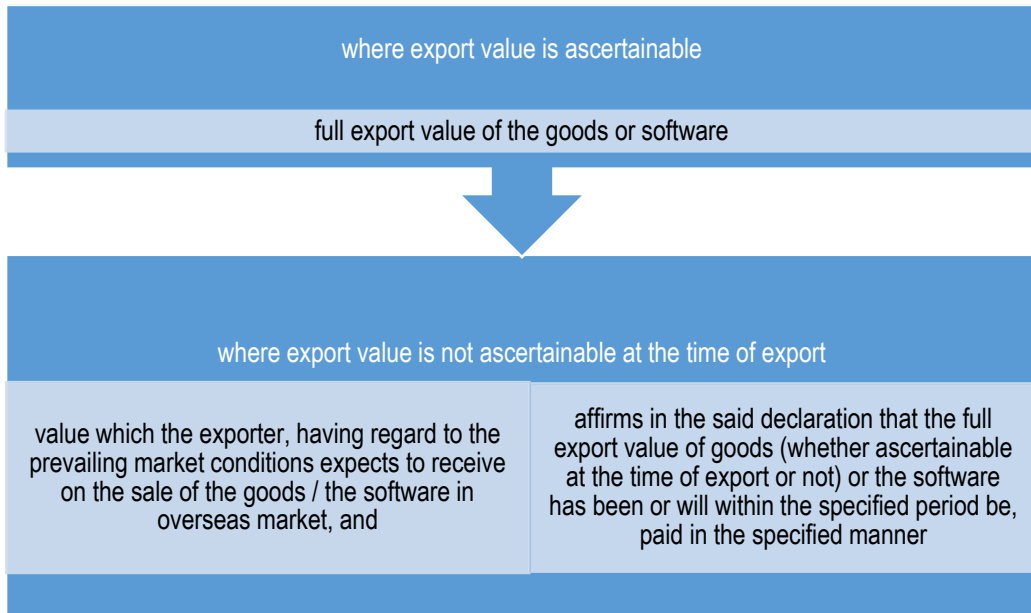 where export value is ascertainable
full export value of the goods or software
where export value is not ascertainable at the time of export
value which the exporter, having regard to the
prevailing market conditions expects to receive
on the sale of the goods / the software in
overseas market, and
affirms in the said declaration that the full
export value of goods (whether ascertainable
at the time of export or not) or the software
has been or will within the specified period be,
paid in the specified manner